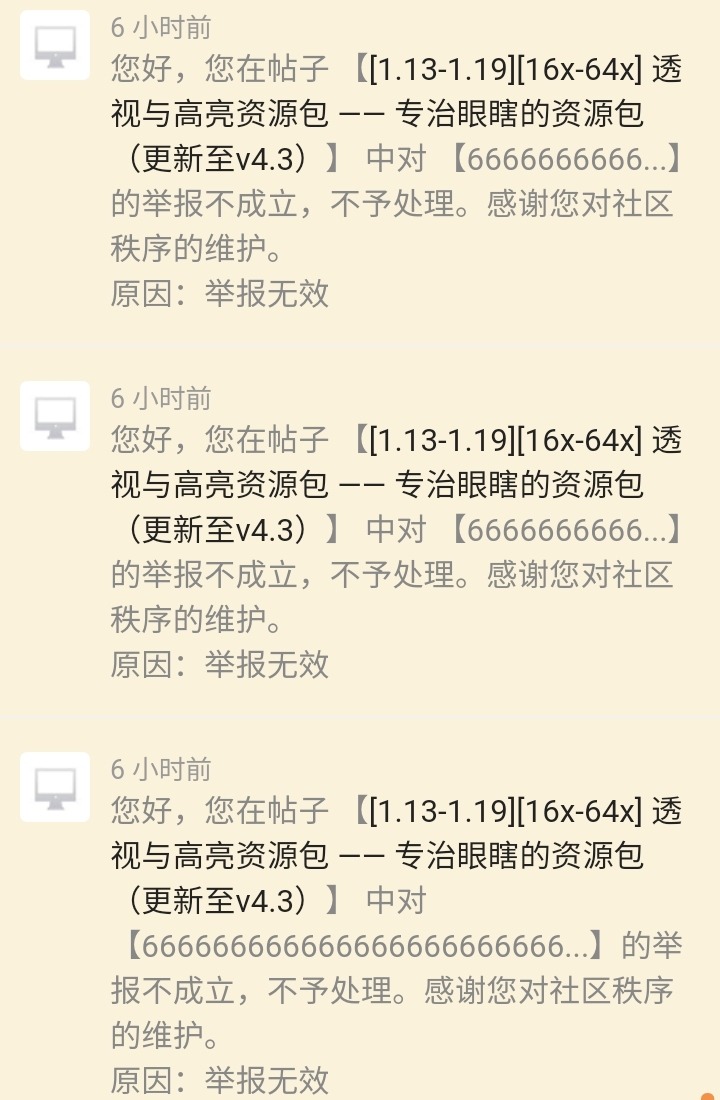 6 小时前
您好，您在帖子 【[1.13-1.19][16x-64x] 透
视与高亮资源包 —— 专治眼瞎的资源包
（更新至v4.3）】 中对 【6666666666...】
的举报不成立，不予处理。感谢您对社区
秩序的维护。
原因：举报无效
6 小时前
您好，您在帖子 【[1.13-1.19][16x-64x] 透
视与高亮资源包 —— 专治眼瞎的资源包
（更新至v4.3）】 中对 【6666666666...】
的举报不成立，不予处理。感谢您对社区
秩序的维护。
原因：举报无效
6 小时前
您好，您在帖子 【[1.13-1.19][16x-64x] 透
视与高亮资源包 —— 专治眼瞎的资源包
（更新至v4.3）】 中对
【666666666666666666666666...】的举
报不成立，不予处理。感谢您对社区秩序
的维护。
原因：举报无效